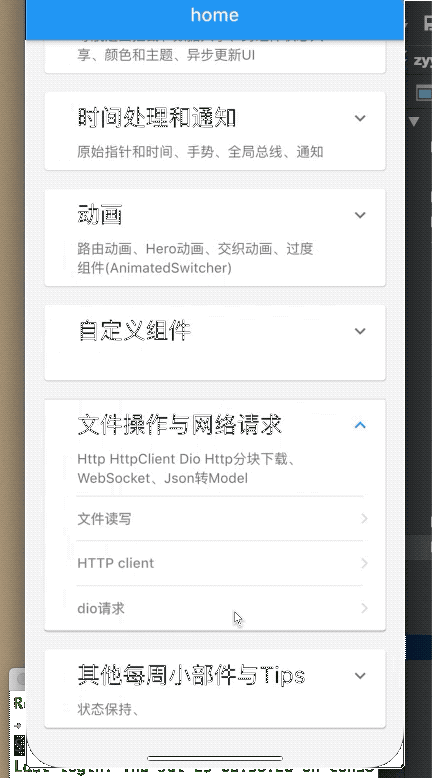 home
享、颜色和主题、异步更新UI
时间处理和通知
原始指针和时间、手势、全局总线、通知
动画
路由动画、Hero动画、交织动画、过度
组件(AnimatedSwitcher)
自定义组件
文件操作与网络请求
Http HttpClient Dio Http分块下载、
WebSocket、Json转Model
文件读写
HTTP client
dio请求
其他每周小部件与Tips
状态保持、